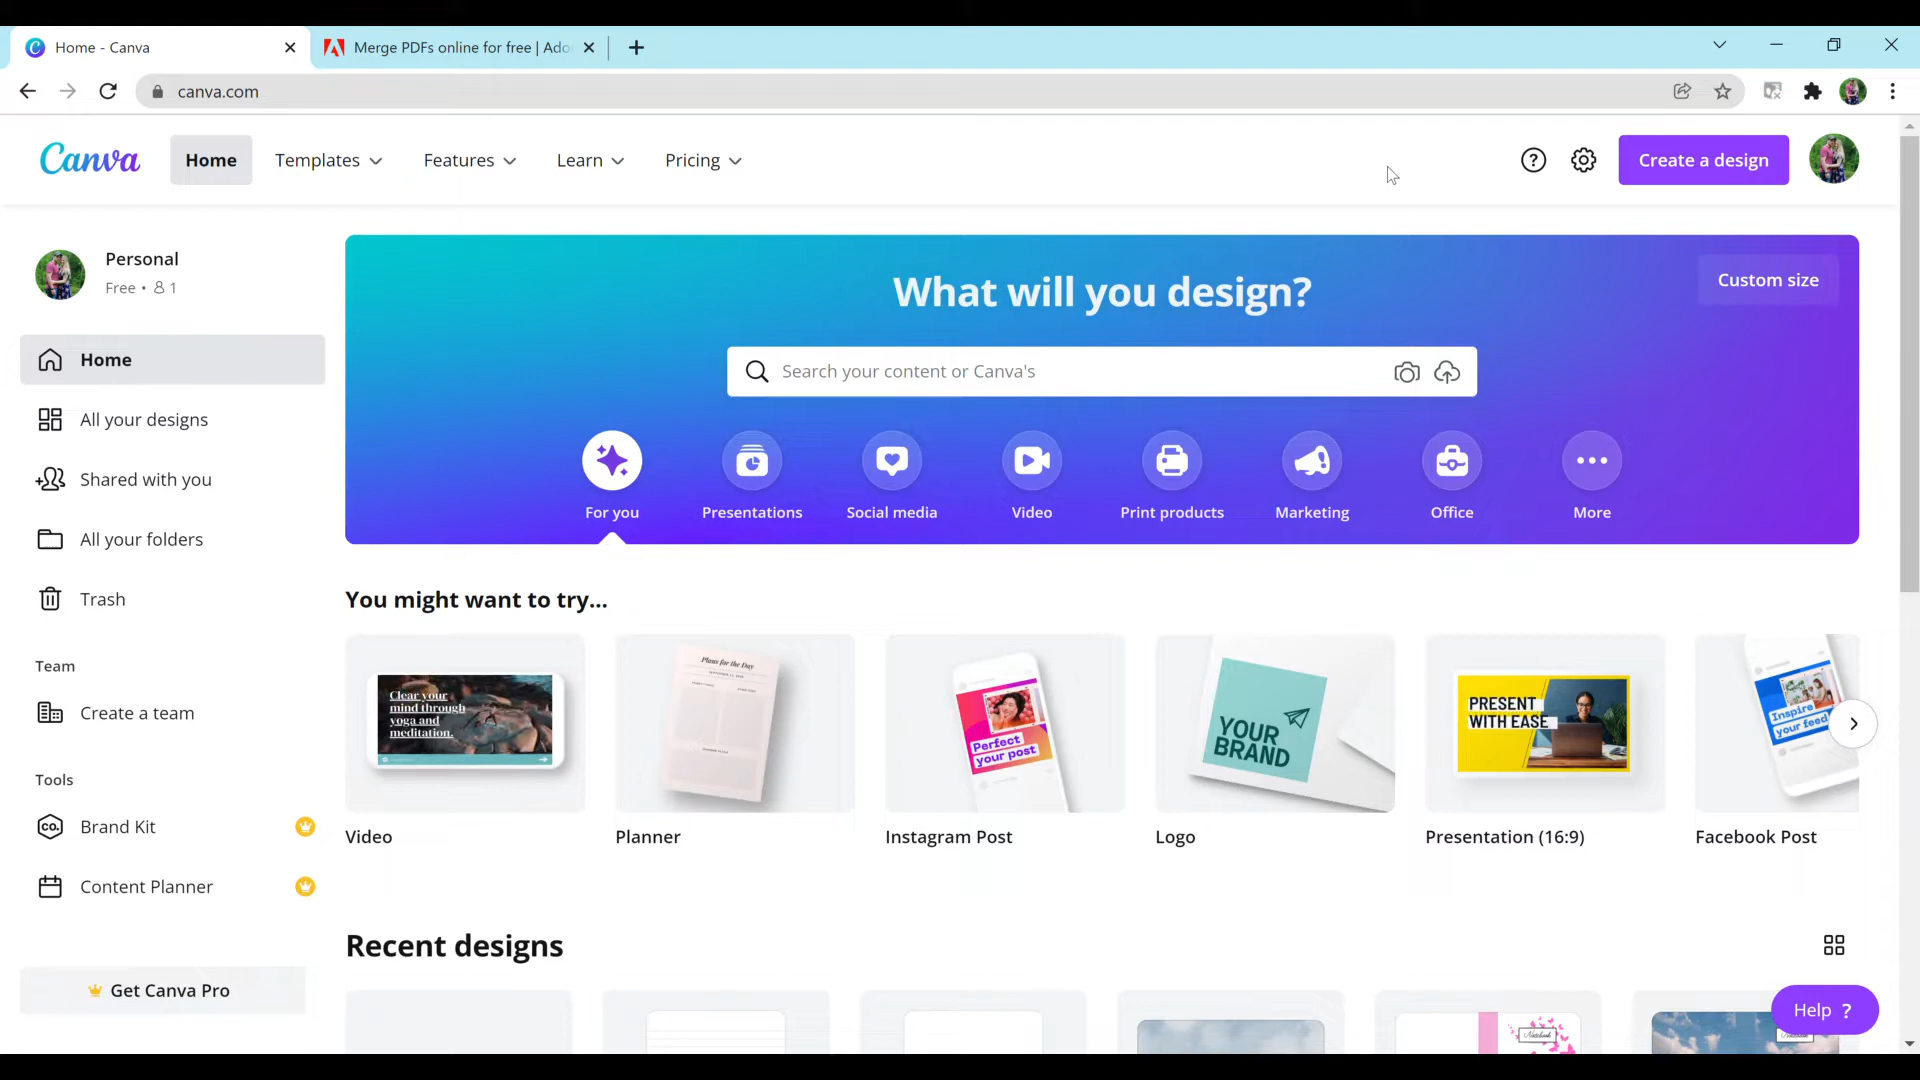 Home - Canva
Merge PDFs online for free | Ado
canva.com
Canva
Home
Templates
Features
Learn
Pricing
Create a design
Personal
Free • 1
Home
All your designs
Shared with you
All your folders
Trash
Team
Create a team
Tools
CO.
Brand Kit
Content Planner
Get Canva Pro
What will you design?
Custom size
Search your content or Canva's
For you
Presentations
Social media
Video
Print products
Marketing
Office
More
You might want to try...
Clear your
mind through
yoga and
meditation.
Plans for the Day
Perfect
your post
YOUR
BRAND
PRESENT
WITH EASE
Inspire
your feed
Video
Planner
Instagram Post
Logo
Presentation (16:9)
Facebook Post
Recent designs
Notebook
Notebook
Help ?